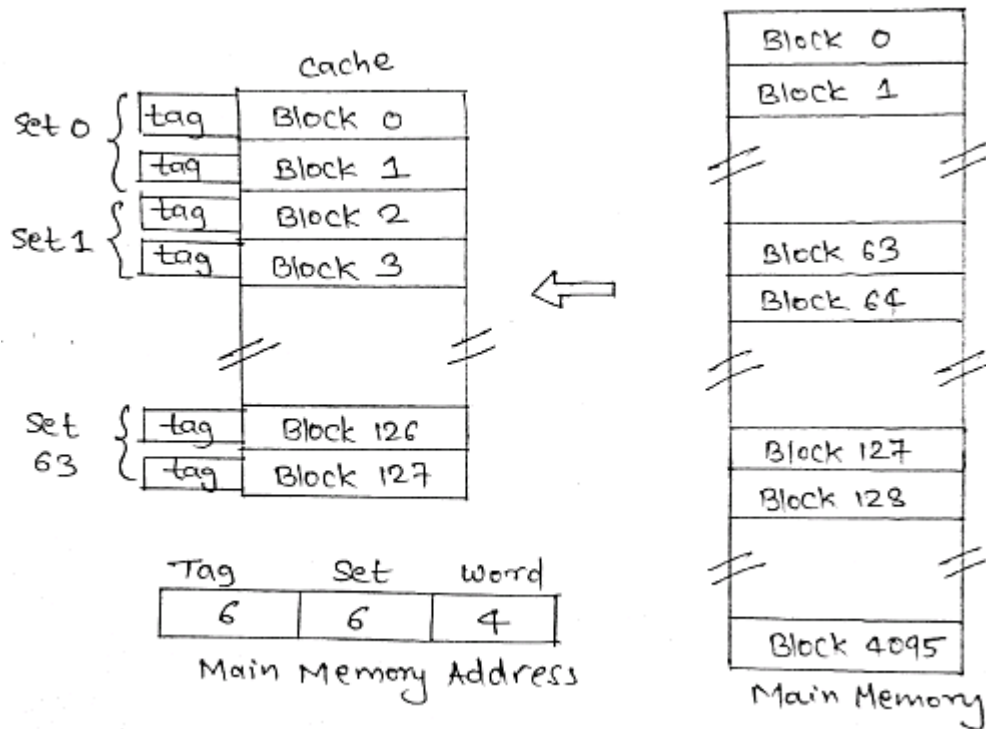 Cache
Set 0
tag Block 0
tag Block 1
Set 1
tag Block 2
tag Block 3
Set 63
tag Block 126
tag Block 127
Tag Set Word
6 6 4
Main Memory Address
Block 0
Block 1
Block 63
Block 64
Block 127
Block 128
Block 4095
Main Memory